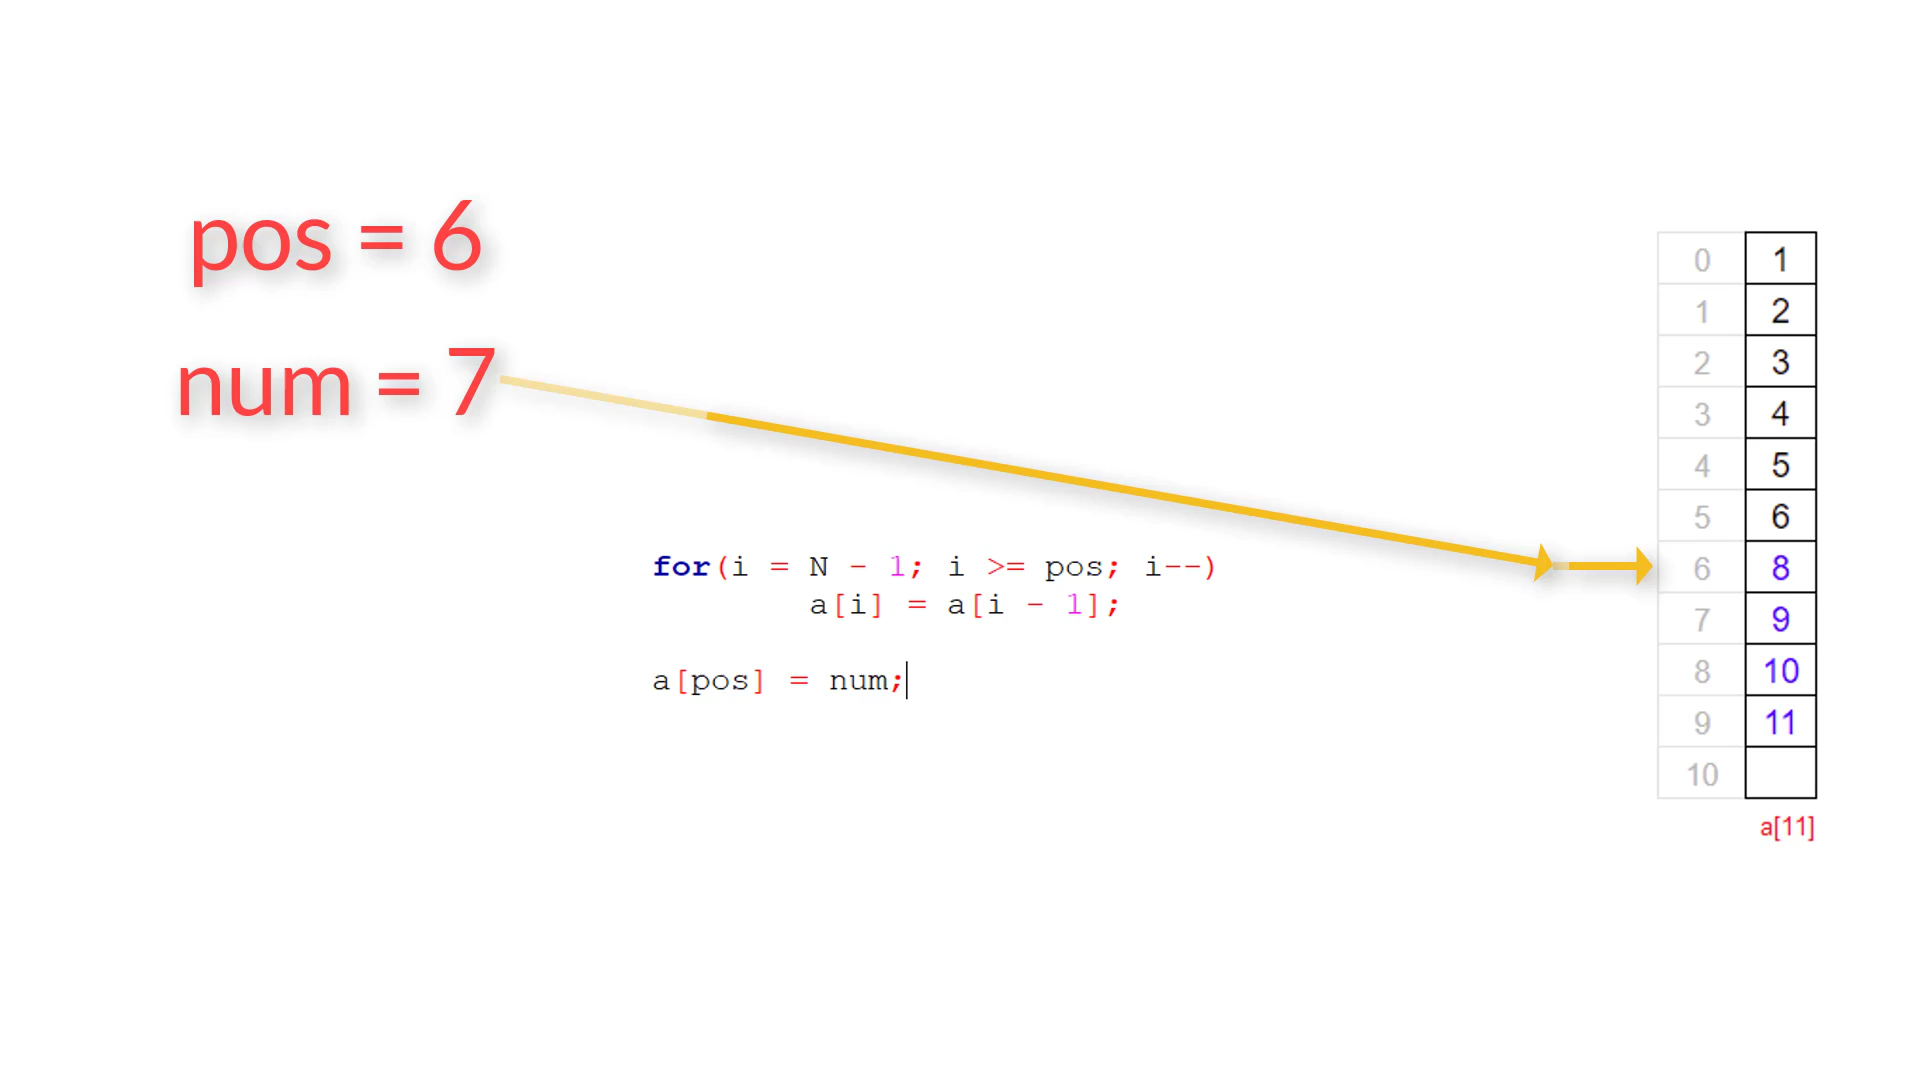 pos = 6
num = 7
for(i = N - 1; i >= pos; i--)
a[i] = a[i - 1];
a[pos] = num;
0 1
1 2
2 3
3 4
4 5
5 6
6 8
7 9
8 10
9 11
10
a[11]